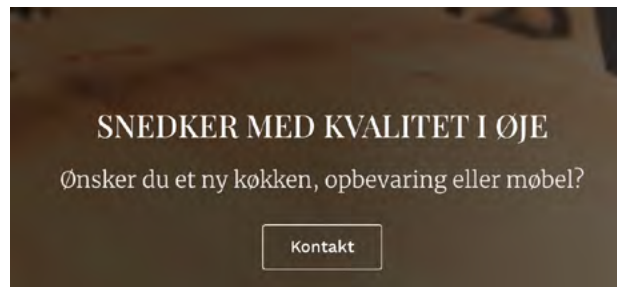 SNEDKER MED KVALITET I ØJE
Ønsker du et ny køkken, opbevaring eller møbel?
Kontakt